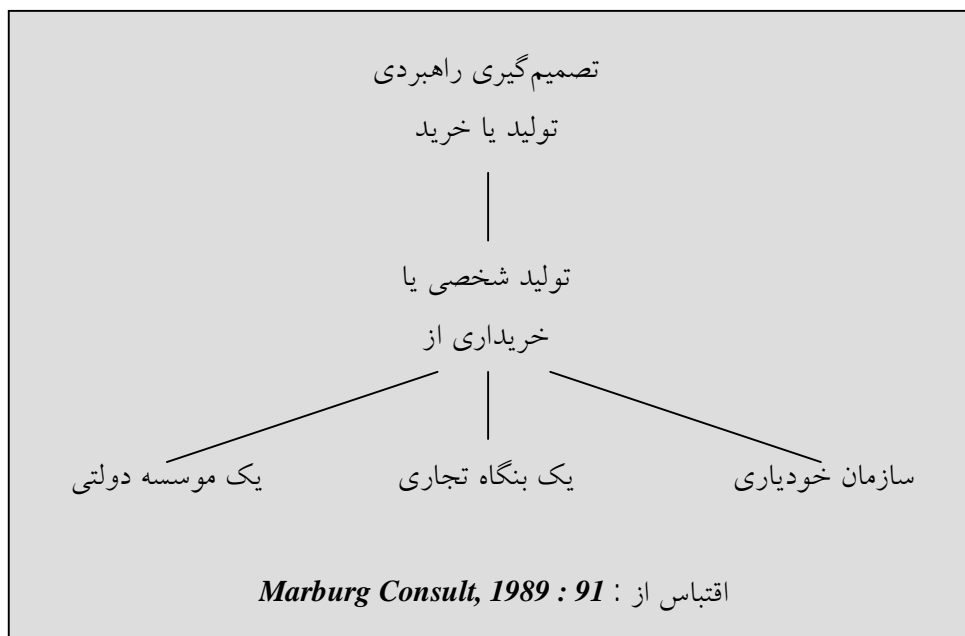 تصمیم‌گیری راهبردی
تولید یا خرید
تولید شخصی یا
خریداری از
سازمان خودیاری
یک بنگاه تجاری
یک موسسه دولتی
اقتباس از : Marburg Consult, 1989 : 91